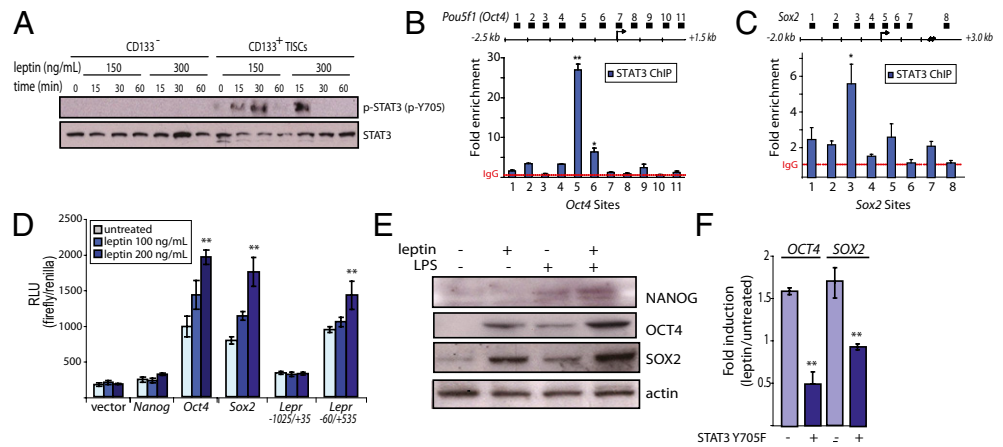 A
CD133-
CD133+ TISCs
leptin (ng/mL)
150 300 150 300
time (min) 0 15 30 60 15 30 60 0 15 30 60 15 30 60
p-STAT3 (p-Y705)
STAT3
B
Pou5f1 (Oct4) 1 2 3 4 5 6 7 8 9 10 11
-2.5 kb +1.5 kb
STAT3 ChIP
Fold enrichment
30
20
10
0
IgG
**
*
1 2 3 4 5 6 7 8 9 10 11
Oct4 Sites
C
Sox2 1 2 3 4 5 6 7 8
-2.0 kb +3.0 kb
STAT3 ChIP
Fold enrichment
6
4
2
IgG
*
1 2 3 4 5 6 7 8
Sox2 Sites
D
untreated
leptin 100 ng/mL
leptin 200 ng/mL
RLU
(firefly/renilla)
2500
2000
1500
1000
500
0
** ** **
vector Nanog Oct4 Sox2 Lepr Lepr
-1025/+35 -60/+535
E
leptin - + - +
LPS - - + +
NANOG
OCT4
SOX2
actin
F
OCT4 SOX2
Fold induction
(leptin/untreated)
2
1.5
1
0.5
** **
STAT3 Y705F - + - +